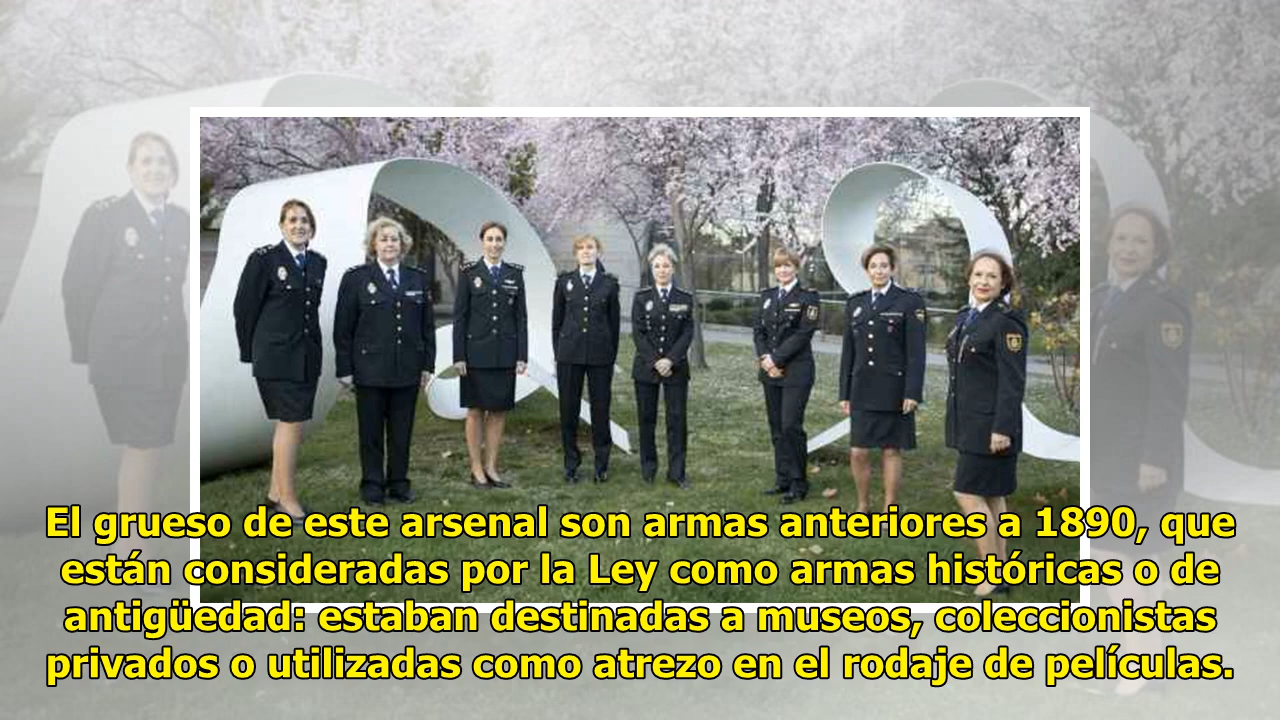 El grueso de este arsenal son armas anteriores a 1890, que
están consideradas por la Ley como armas históricas o de
antigüedad: estaban destinadas a museos, coleccionistas
privados o utilizadas como atrezo en el rodaje de películas.